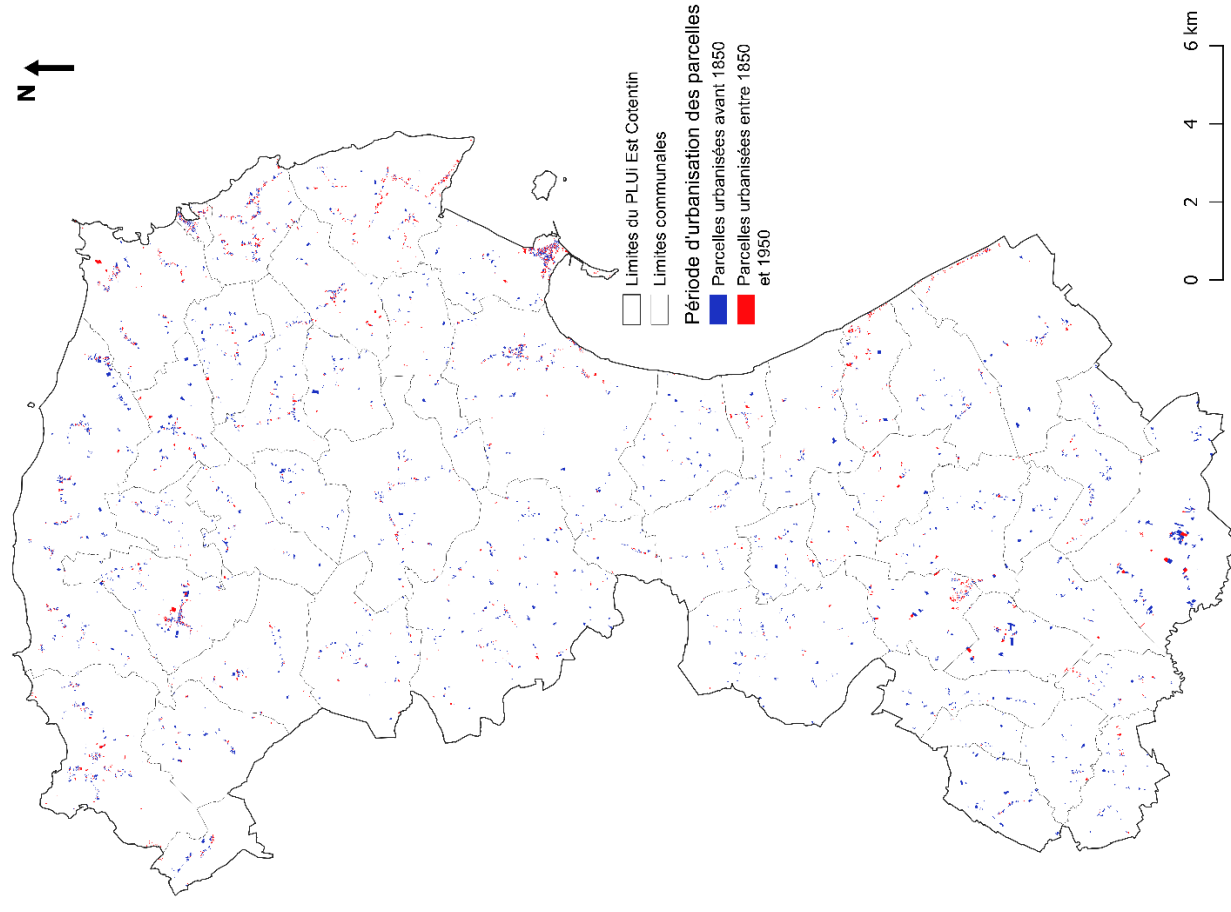 N
Limites du PLUi Est Cotentin
Limites communales
Période d'urbanisation des parcelles
Parcelles urbanisées avant 1850
Parcelles urbanisées entre 1850
et 1950
0 2 4 6 km